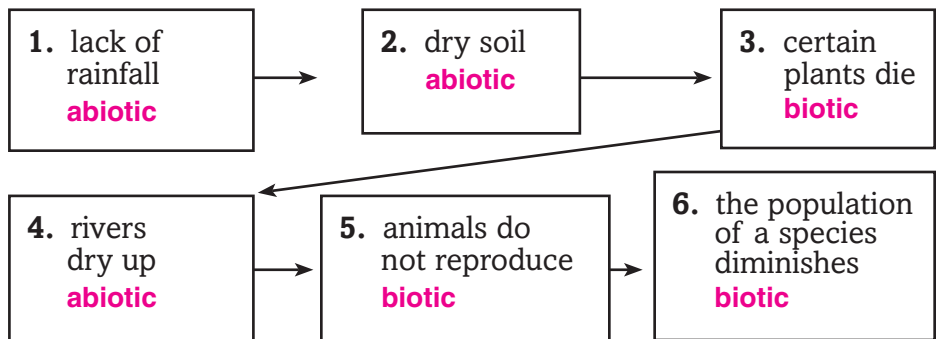 1. lack of
rainfall
abiotic
2. dry soil
abiotic
3. certain
plants die
biotic
4. rivers
dry up
abiotic
5. animals do
not reproduce
biotic
6. the population
of a species
diminishes
biotic